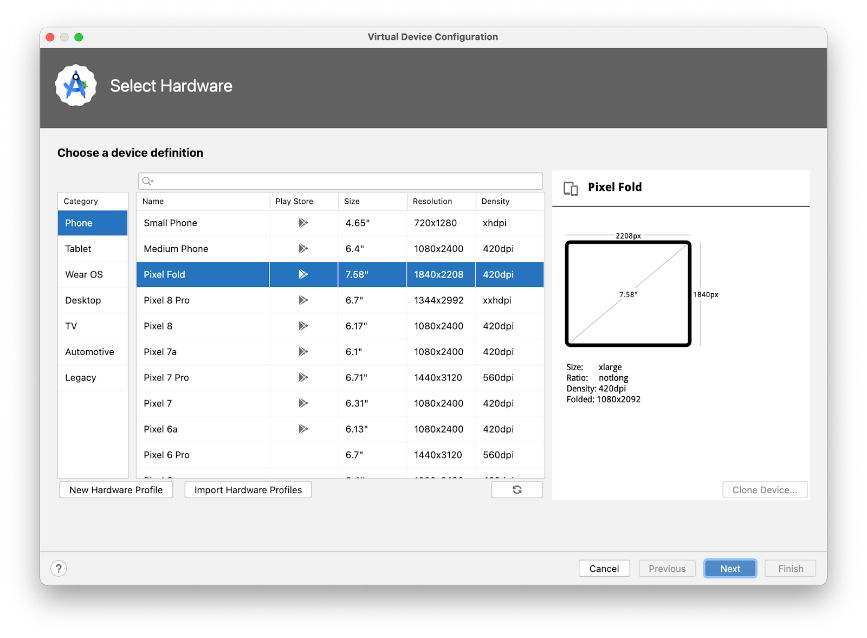 Virtual Device Configuration
Select Hardware
Choose a device definition
Category
Phone
Tablet
Wear OS
Desktop
TV
Automotive
Legacy
Name Play Store Size Resolution Density
Small Phone 4.65" 720x1280 xhdpi
Medium Phone 6.4" 1080x2400 420dpi
Pixel Fold 7.58" 1840x2208 420dpi
Pixel 8 Pro 6.7" 1344x2992 xxhdpi
Pixel 8 6.17" 1080x2400 420dpi
Pixel 7a 6.1" 1080x2400 420dpi
Pixel 7 Pro 6.71" 1440x3120 560dpi
Pixel 7 6.31" 1080x2400 420dpi
Pixel 6a 6.13" 1080x2400 420dpi
Pixel 6 Pro 6.7" 1440x3120 560dpi
New Hardware Profile Import Hardware Profiles
Pixel Fold
2208px
7.58"
1840px
Size: xlarge
Ratio: notlong
Density: 420dpi
Folded: 1080x2092
Clone Device...
? Cancel Previous Next Finish